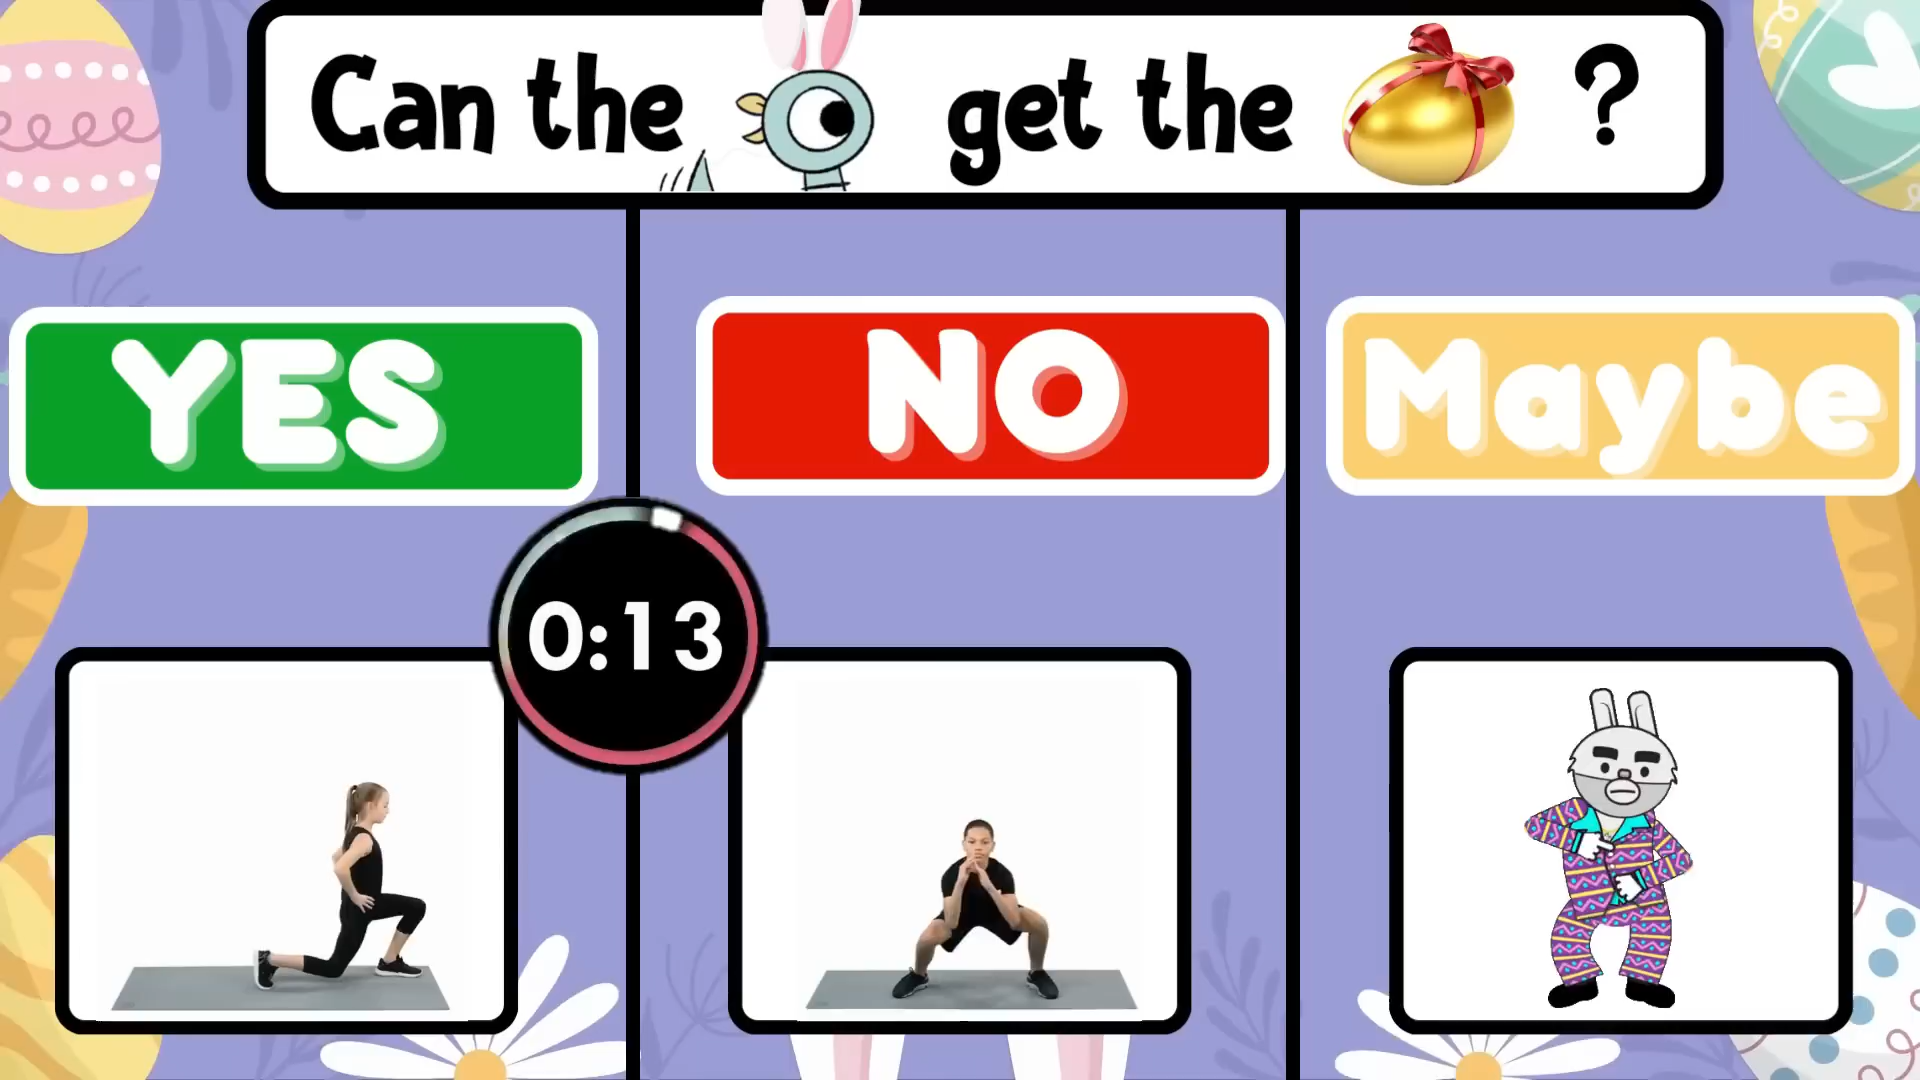 Can the get the ?
YES
NO
Maybe
0:13